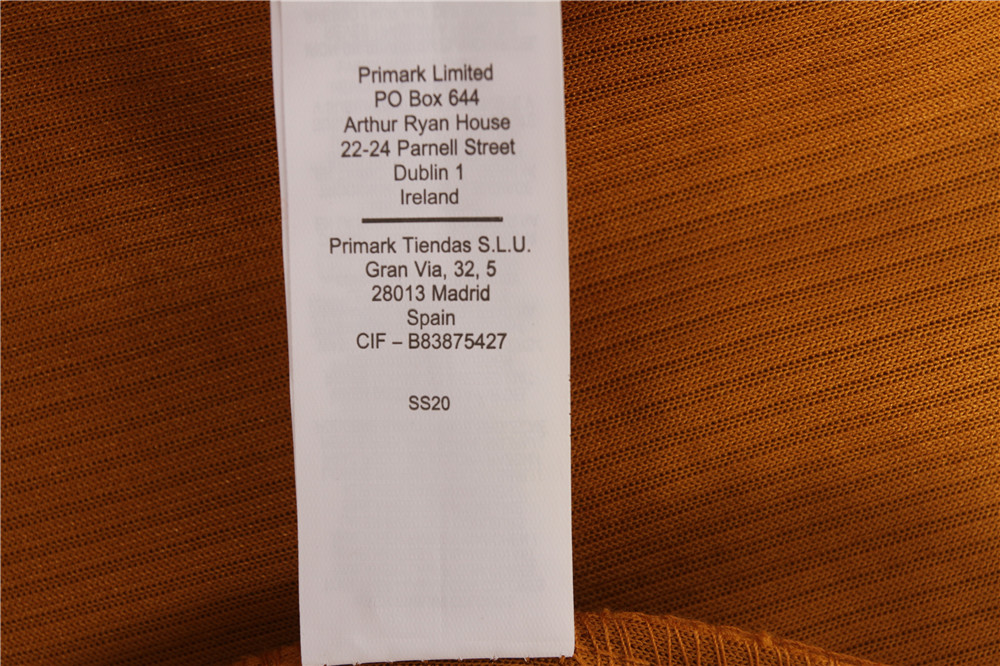 Primark Limited
PO Box 644
Arthur Ryan House
22-24 Parnell Street
Dublin 1
Ireland
Primark Tiendas S.L.U.
Gran Via, 32, 5
28013 Madrid
Spain
CIF – B83875427
SS20